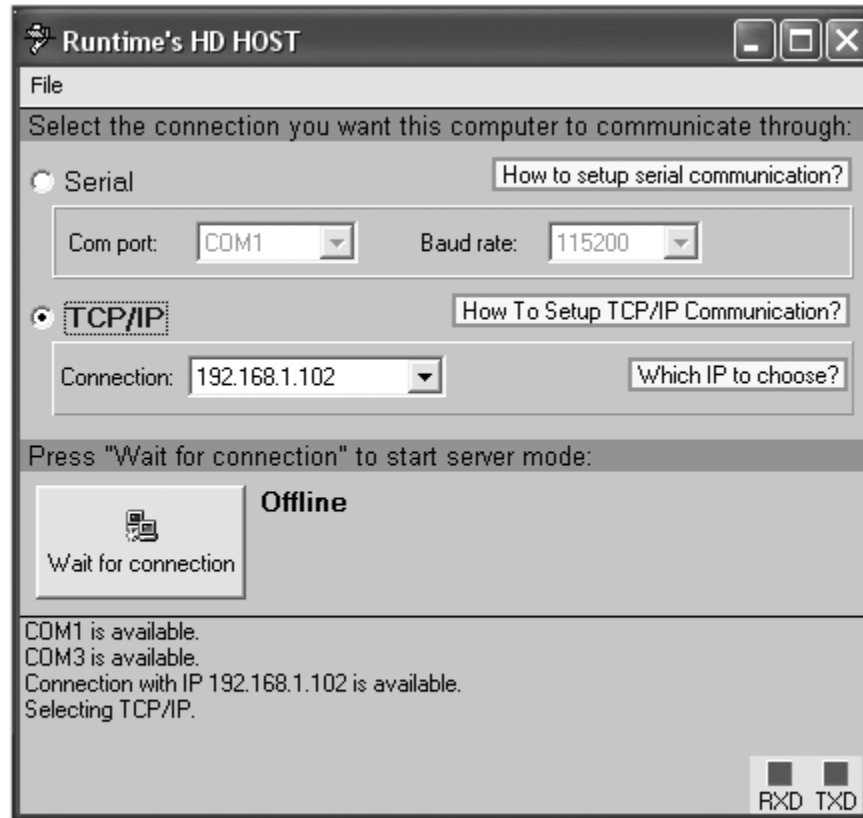 Runtime's HD HOST
File
Select the connection you want this computer to communicate through:
Serial
How to setup serial communication?
Com port: COM1 Baud rate: 115200
TCP/IP
How To Setup TCP/IP Communication?
Connection: 192.168.1.102 Which IP to choose?
Press "Wait for connection" to start server mode:
Offline
Wait for connection
COM1 is available.
COM3 is available.
Connection with IP 192.168.1.102 is available.
Selecting TCP/IP.
RXD TXD